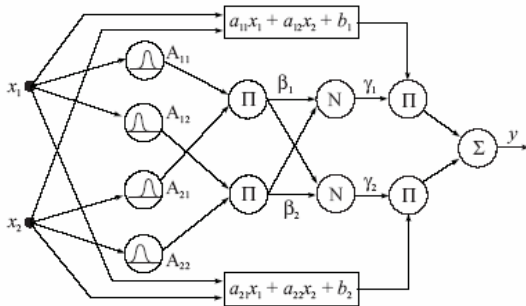 a₁₁x₁ + a₁₂x₂ + b₁
A₁₁
x₁
A₁₂
Π
β₁
N
γ₁
Π
Σ
y
A₂₁
x₂
Π
β₂
N
γ₂
Π
A₂₂
a₂₁x₁ + a₂₂x₂ + b₂